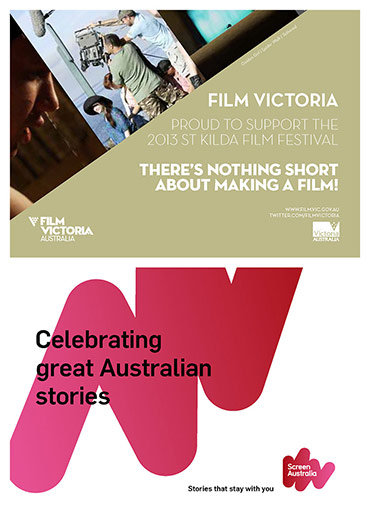 FILM VICTORIA
PROUD TO SUPPORT THE
2013 ST KILDA FILM FESTIVAL
THERE'S NOTHING SHORT
ABOUT MAKING A FILM!
WWW.FILM.VIC.GOV.AU
TWITTER.COM/FILMVICTORIA
FILM
VICTORIA
AUSTRALIA
Victoria
AUSTRALIA
Celebrating
great Australian
stories
Screen
Australia
Stories that stay with you